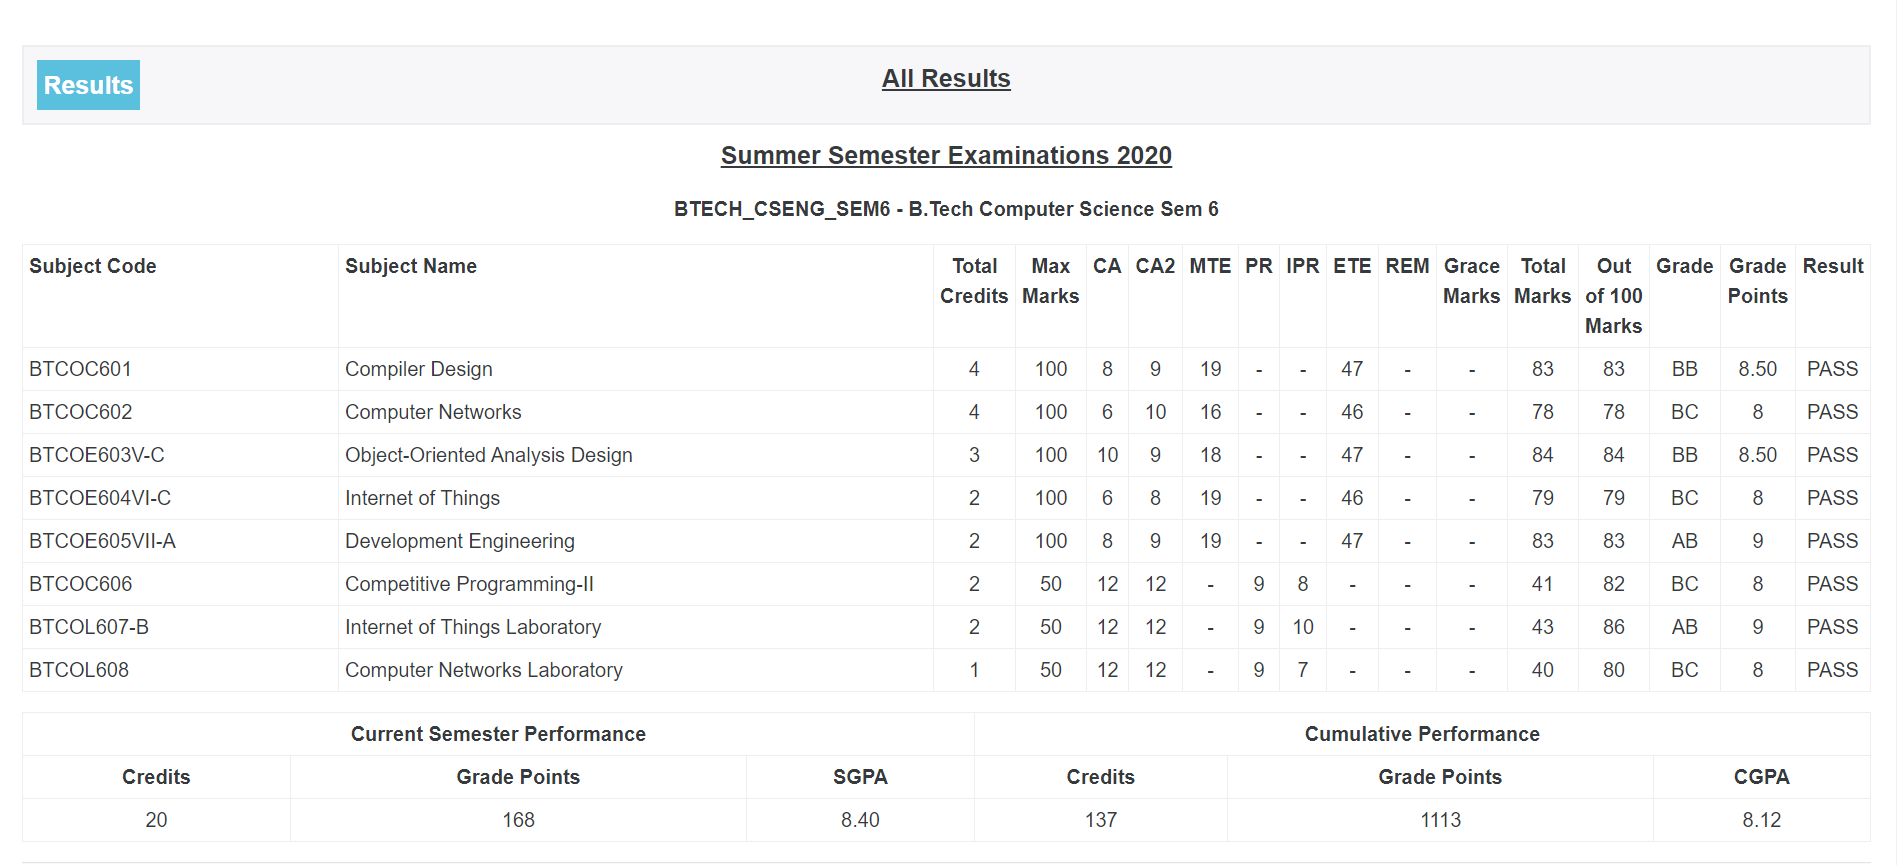 Results
All Results
Summer Semester Examinations 2020
BTECH_CSENG_SEM6 - B.Tech Computer Science Sem 6
Subject Code Subject Name Total Credits Max Marks CA CA2 MTE PR IPR ETE REM Grace Marks Total Marks Out of 100 Marks Grade Grade Points Result
BTCOC601 Compiler Design 4 100 8 9 19 - - 47 - - 83 83 BB 8.50 PASS
BTCOC602 Computer Networks 4 100 6 10 16 - - 46 - - 78 78 BC 8 PASS
BTCOE603V-C Object-Oriented Analysis Design 3 100 10 9 18 - - 47 - - 84 84 BB 8.50 PASS
BTCOE604VI-C Internet of Things 2 100 6 8 19 - - 46 - - 79 79 BC 8 PASS
BTCOE605VII-A Development Engineering 2 100 8 9 19 - - 47 - - 83 83 AB 9 PASS
BTCOC606 Competitive Programming-II 2 50 12 12 - 9 8 - - - 41 82 BC 8 PASS
BTCOL607-B Internet of Things Laboratory 2 50 12 12 - 9 10 - - - 43 86 AB 9 PASS
BTCOL608 Computer Networks Laboratory 1 50 12 12 - 9 7 - - - 40 80 BC 8 PASS
Current Semester Performance Cumulative Performance
Credits Grade Points SGPA Credits Grade Points CGPA
20 168 8.40 137 1113 8.12